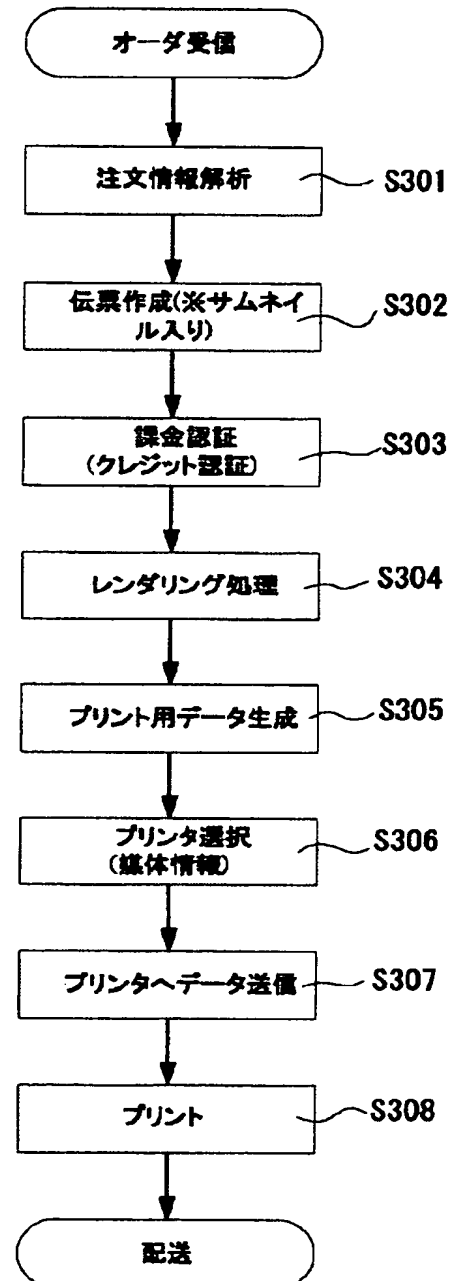 オーダ受信
注文情報解析
S301
伝票作成(※サムネイ
ル入り)
S302
課金認証
(クレジット認証)
S303
レンダリング処理
S304
プリント用データ生成
S305
プリンタ選択
(媒体情報)
S306
プリンタへデータ送信
S307
プリント
S308
配送